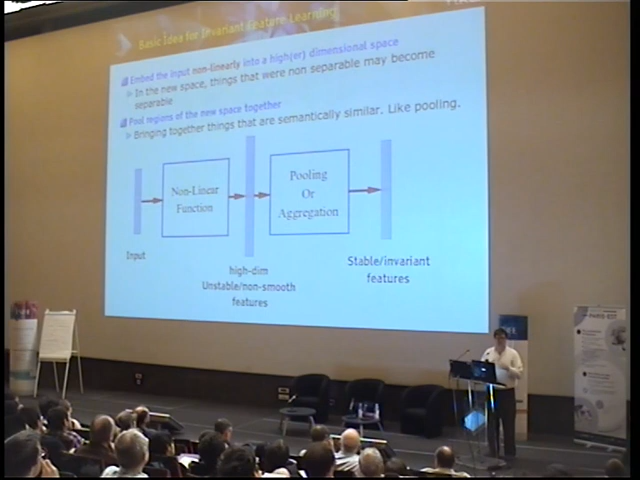 Basic Idea for Invariant Feature Learning
Embed the input non-linearly into a high(er) dimensional space
In the new space, things that were non separable may become
separable
Pool regions of the new space together
Bringing together things that are semantically similar. Like pooling.
Non-Linear
Function
Pooling
Or
Aggregation
Input
high-dim
Unstable/non-smooth
features
Stable/invariant
features